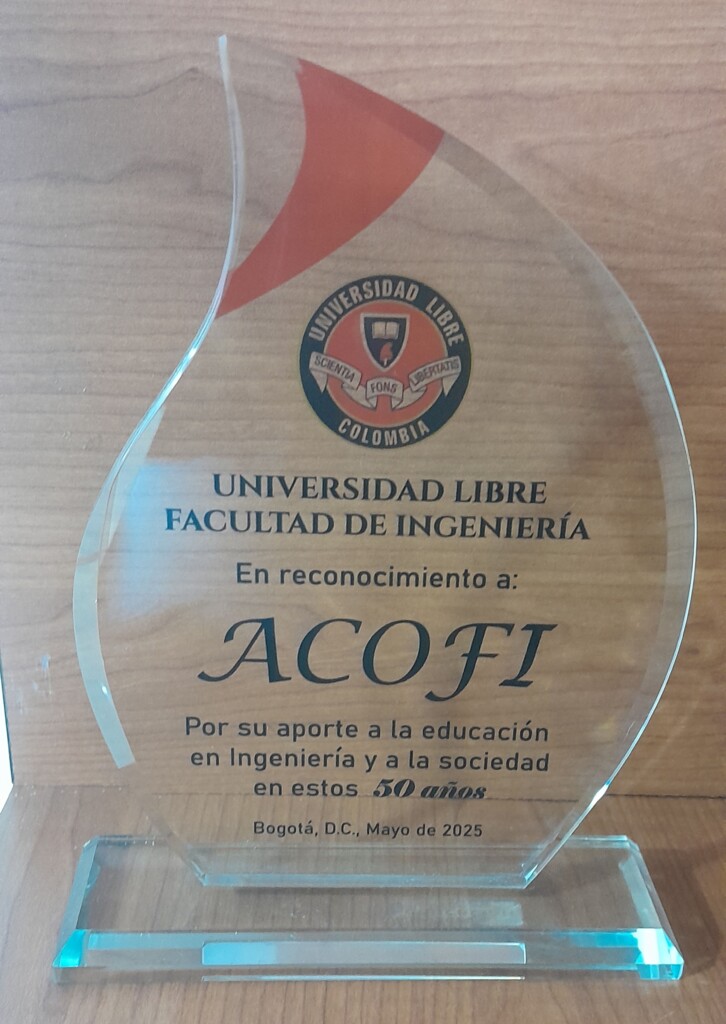 UNIVERSIDAD LIBRE
SCIENTIA
FONS
LIBERTATIS
COLOMBIA
UNIVERSIDAD LIBRE
FACULTAD DE INGENIERÍA
En reconocimiento a:
ACOFI
Por su aporte a la educación
en Ingeniería y a la sociedad
en estos 50 años
Bogotá, D.C., Mayo de 2025